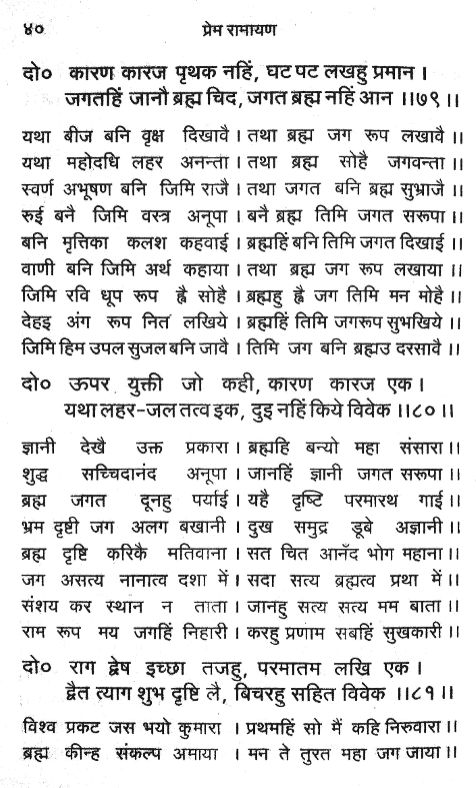 ४० प्रेम रामायण
दो० कारण कारज पृथक नहिं, घट पट लखहु प्रमान ।
जगतहिं जानौ ब्रह्म चिद, जगत ब्रह्म नहिं आन ।।७९।।
यथा बीज बनि वृक्ष दिखावै । तथा ब्रह्म जग रूप लखावै ।।
यथा महोदधि लहर अनन्ता । तथा ब्रह्म सोहै जगवन्ता ।।
स्वर्ण अभूषण बनि जिमि राजै । तथा जगत बनि ब्रह्म सुभ्राजै ।।
रुई बनै जिमि वस्त्र अनूपा । बनै ब्रह्म तिमि जगत सरूपा ।।
बनि मृत्तिका कलश कहवाई । ब्रह्महिं बनि तिमि जगत दिखाई ।।
वाणी बनि जिमि अर्थ कहाया । तथा ब्रह्म जग रूप लखाया ।।
जिमि रवि धूप रूप ह्वै सोहै । ब्रह्महु ह्वै जग तिमि मन मोहै ।।
देहइ अंग रूप नित लखिये । ब्रह्महिं तिमि जगरूप सुभखिये ।।
जिमि हिम उपल सुजल बनि जावै । तिमि जग बनि ब्रह्मउ दरसावै ।।
दो० ऊपर युक्ती जो कही, कारण कारज एक ।
यथा लहर-जल तत्व इक, दुइ नहिं किये विवेक ।।८०।।
ज्ञानी देखै उक्त प्रकारा । ब्रह्महि बन्यो महा संसारा ।।
शुद्ध सच्चिदानंद अनूपा । जानहिं ज्ञानी जगत सरूपा ।।
ब्रह्म जगत दूनहु पर्याई । यहै दृष्टि परमारथ गाई ।।
भ्रम दृष्टी जग अलग बखानी । दुख समुद्र डूबे अज्ञानी ।।
ब्रह्म दृष्टि करिकै मतिवाना । सत चित आनँद भोग महाना ।।
जग असत्य नानात्व दशा में । सदा सत्य ब्रह्मत्व प्रथा में ।।
संशय कर स्थान न ताता । जानहु सत्य सत्य मम बाता ।।
राम रूप मय जगहिं निहारी । करहु प्रणाम सबहिं सुखकारी ।।
दो० राग द्वेष इच्छा तजहु, परमातम लखि एक ।
द्वैत त्याग शुभ दृष्टि लै, बिचरहु सहित विवेक ।।८१।।
विश्व प्रकट जस भयो कुमारा । प्रथमहिं सो मैं कहि निरुवारा ।।
ब्रह्म कीन्ह संकल्प अमाया । मन ते तुरत महा जग जाया ।।